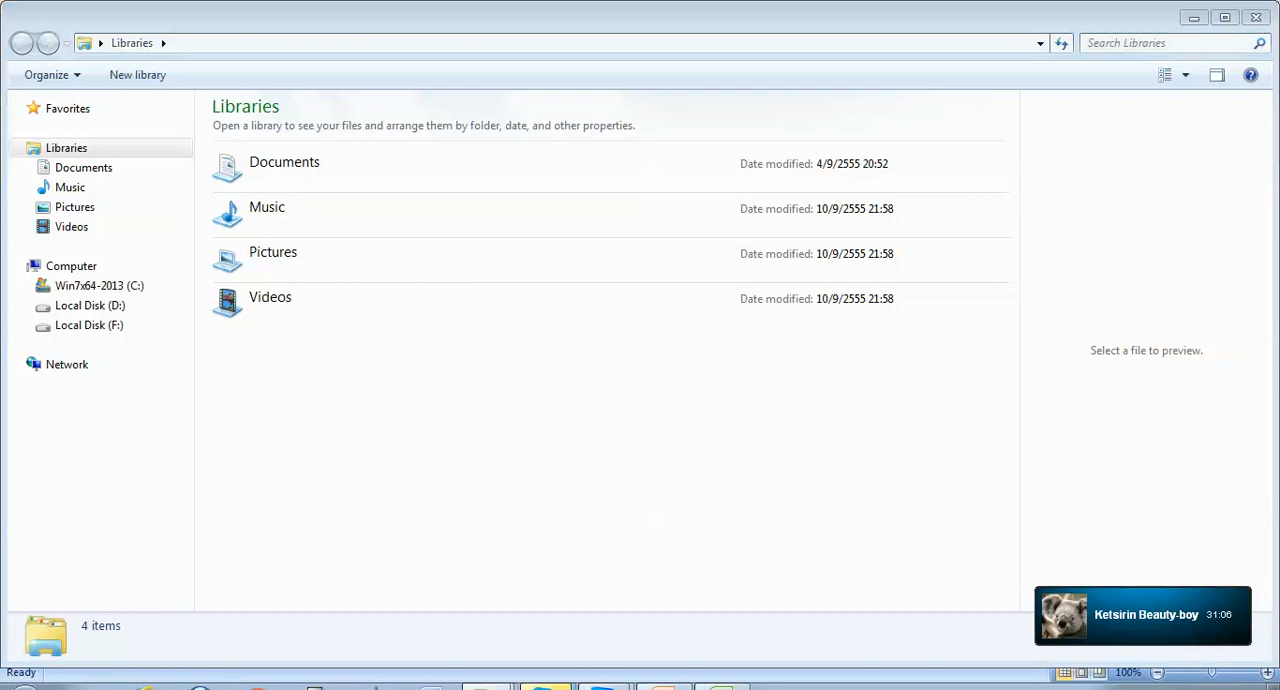 Libraries
Search Libraries
Organize
New library
Favorites
Libraries
Documents
Music
Pictures
Videos
Computer
Win7x64-2013 (C:)
Local Disk (D:)
Local Disk (F:)
Network
Libraries
Open a library to see your files and arrange them by folder, date, and other properties.
Documents Date modified: 4/9/2555 20:52
Music Date modified: 10/9/2555 21:58
Pictures Date modified: 10/9/2555 21:58
Videos Date modified: 10/9/2555 21:58
Select a file to preview.
Ketsirin Beauty-boy 31:06
4 items
Ready 100%